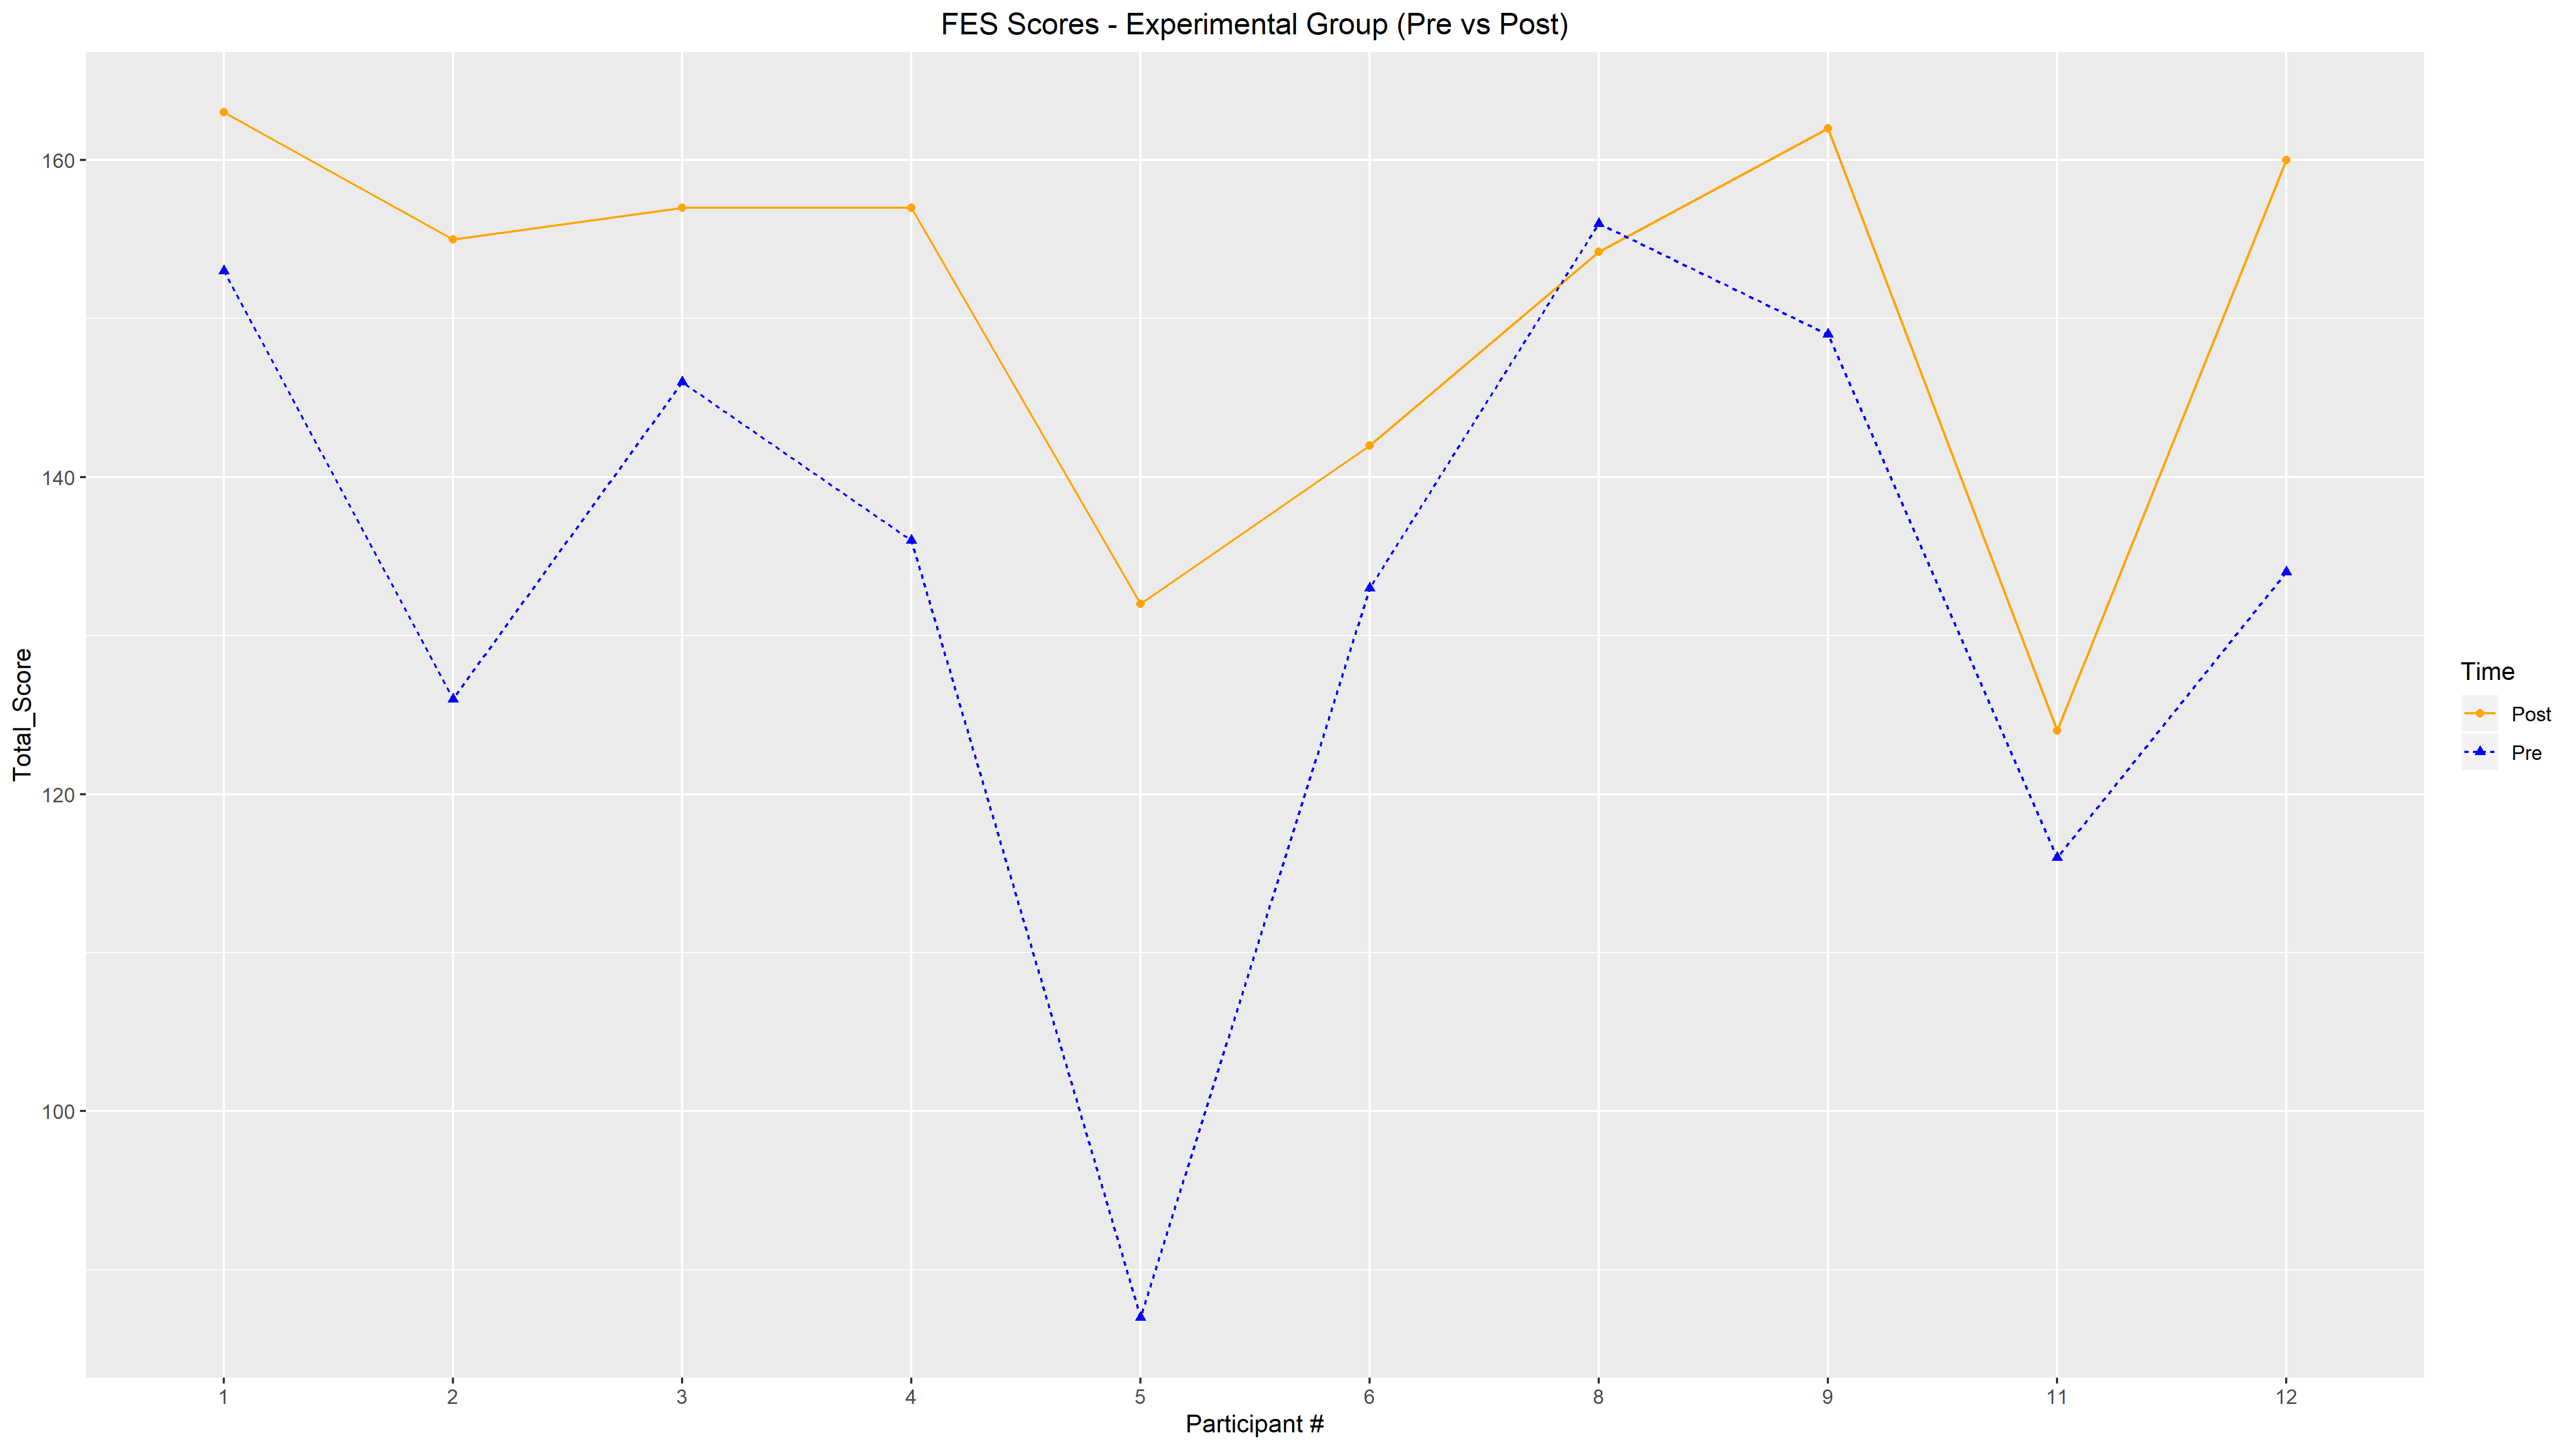 FES Scores - Experimental Group (Pre vs Post)
Total_Score
160
140
120
100
1 2 3 4 5 6 8 9 11 12
Participant #
Time
Post
Pre